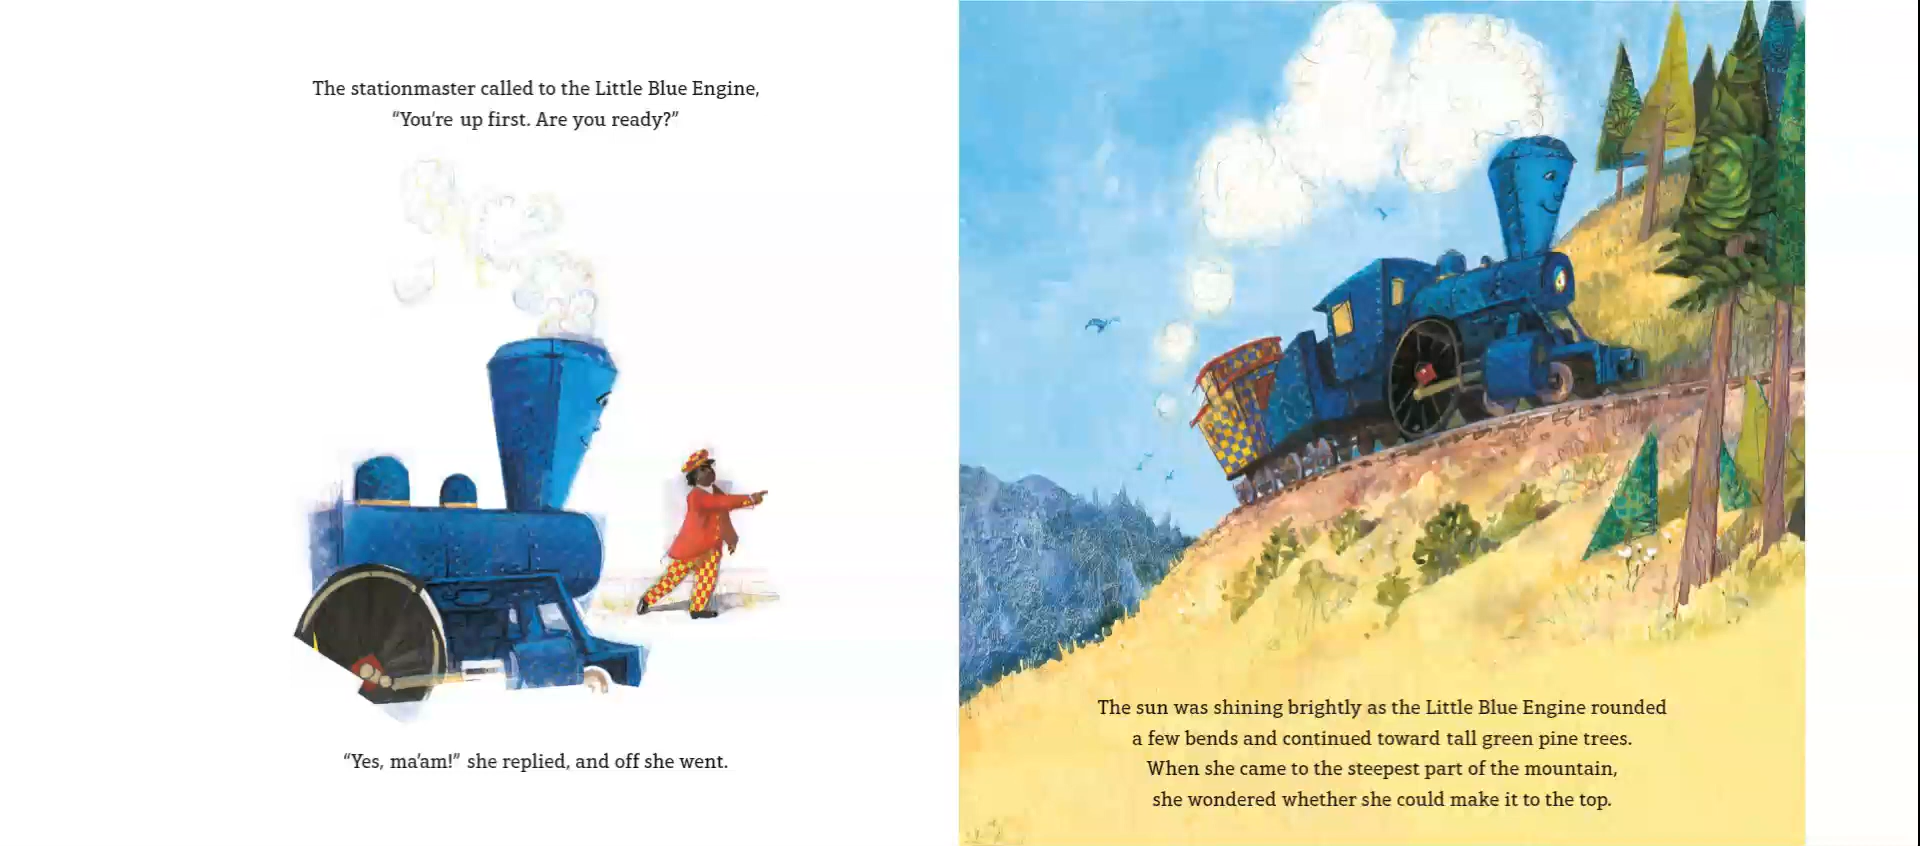 The stationmaster called to the Little Blue Engine,
“You’re up first. Are you ready?”
“Yes, ma’am!” she replied, and off she went.
The sun was shining brightly as the Little Blue Engine rounded
a few bends and continued toward tall green pine trees.
When she came to the steepest part of the mountain,
she wondered whether she could make it to the top.